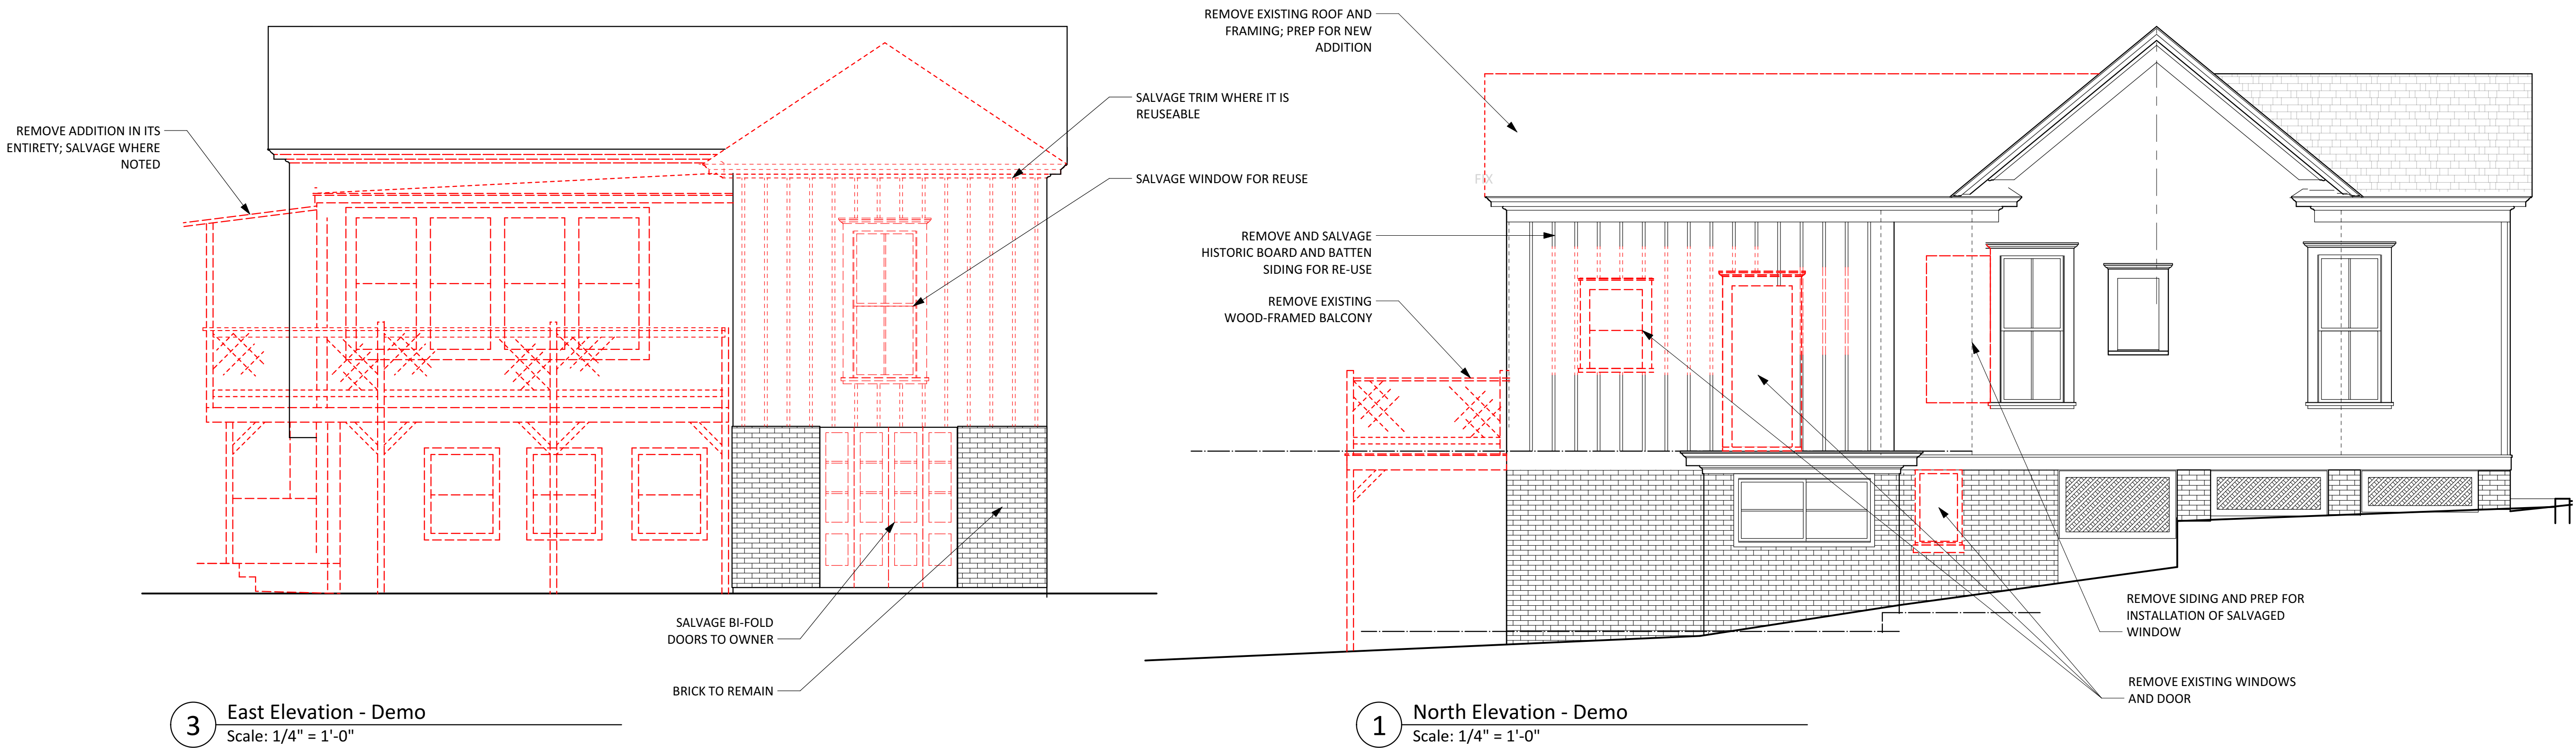 REMOVE ADDITION IN ITS
ENTIRETY; SALVAGE WHERE
NOTED
SALVAGE TRIM WHERE IT IS
REUSEABLE
SALVAGE WINDOW FOR REUSE
SALVAGE BI-FOLD
DOORS TO OWNER
BRICK TO REMAIN
3
East Elevation - Demo
Scale: 1/4" = 1'-0"
REMOVE EXISTING ROOF AND
FRAMING; PREP FOR NEW
ADDITION
FIX
REMOVE AND SALVAGE
HISTORIC BOARD AND BATTEN
SIDING FOR RE-USE
REMOVE EXISTING
WOOD-FRAMED BALCONY
REMOVE SIDING AND PREP FOR
INSTALLATION OF SALVAGED
WINDOW
REMOVE EXISTING WINDOWS
AND DOOR
1
North Elevation - Demo
Scale: 1/4" = 1'-0"